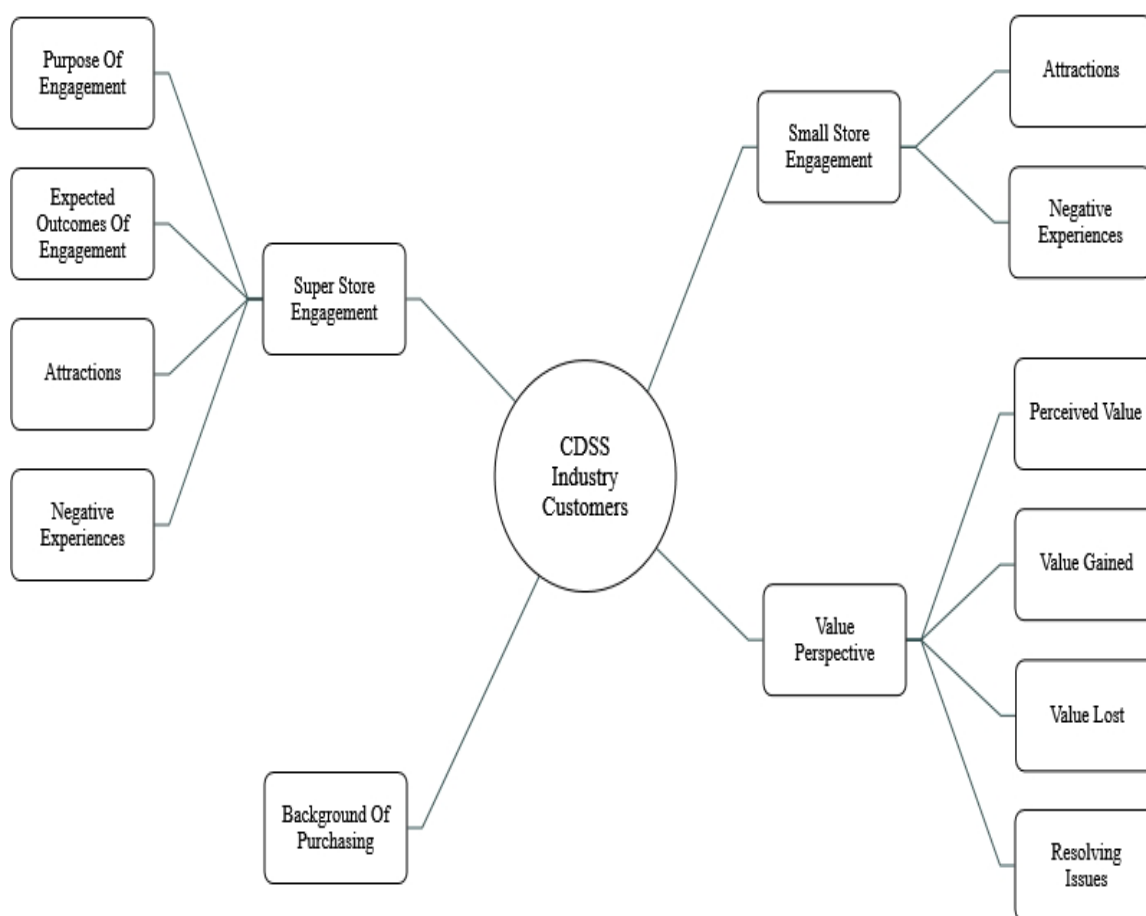 Purpose Of
Engagement
Expected
Outcomes Of
Engagement
Attractions
Negative
Experiences
Super Store
Engagement
CDSS
Industry
Customers
Background Of
Purchasing
Small Store
Engagement
Attractions
Negative
Experiences
Value
Perspective
Perceived Value
Value Gained
Value Lost
Resolving
Issues